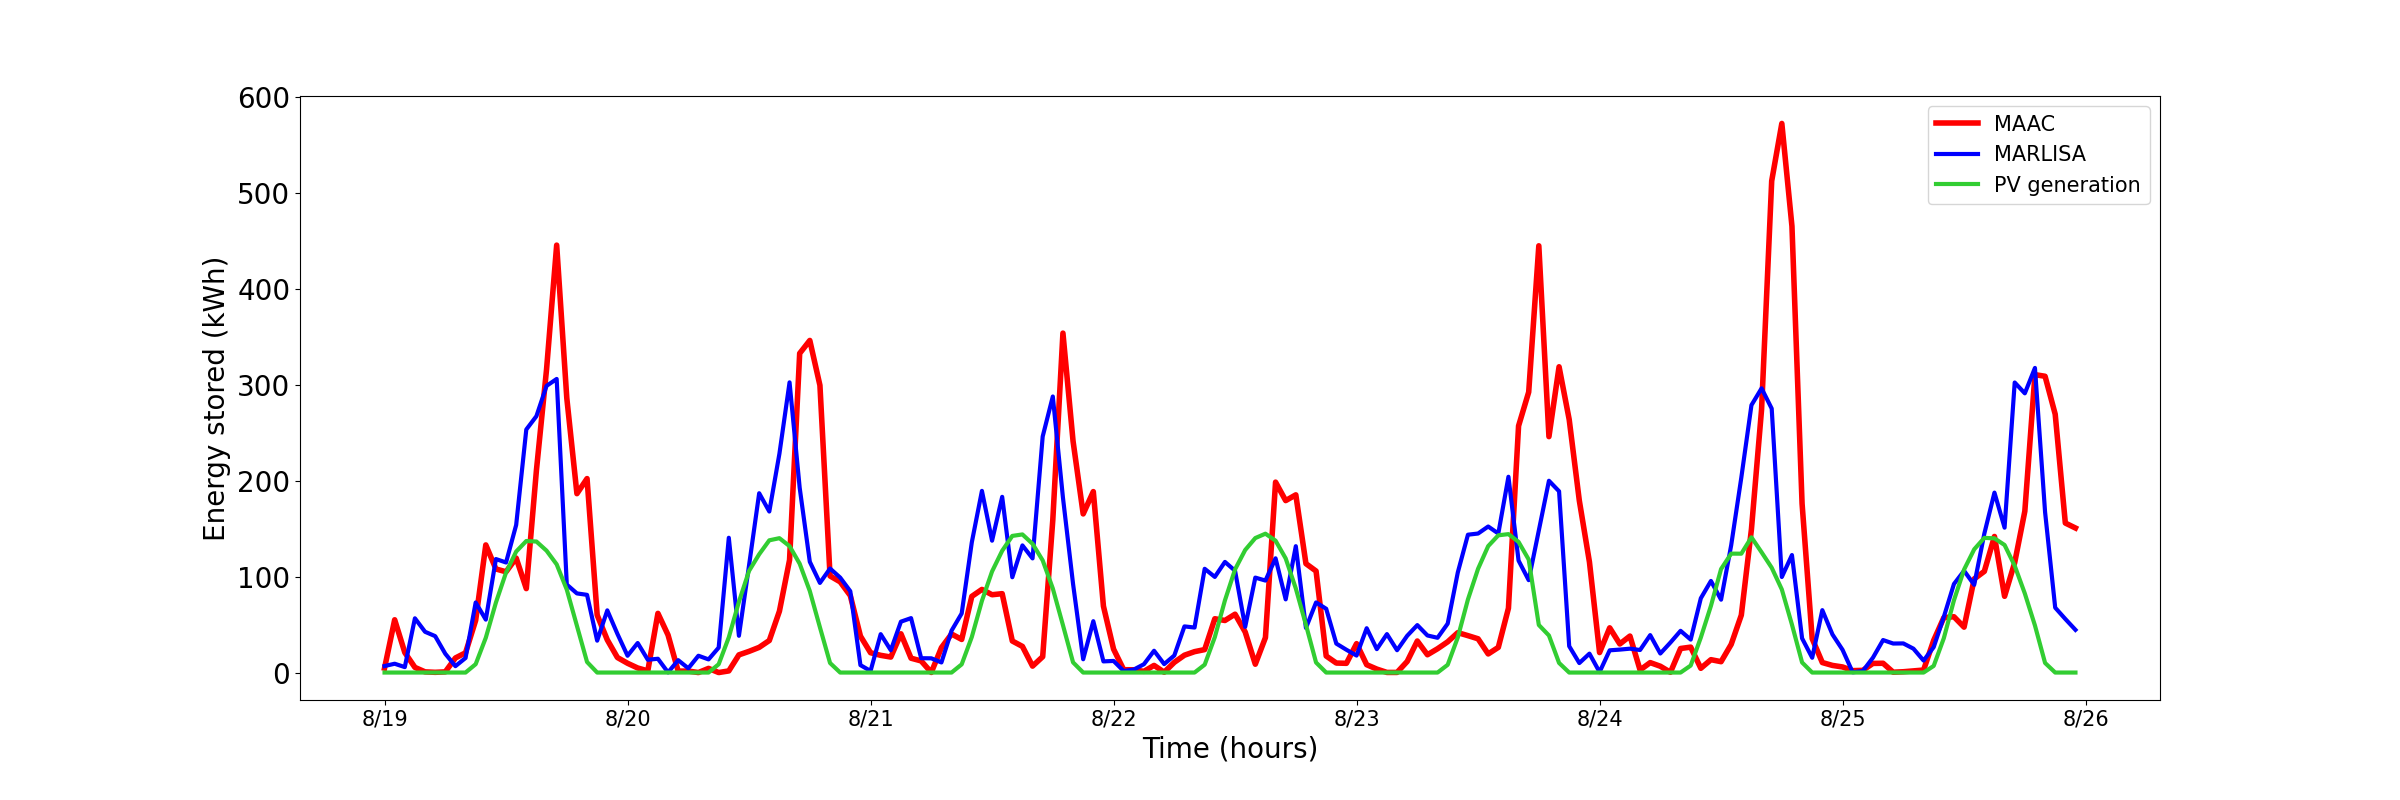 600
500
400
300
200
100
0
Energy stored (kWh)
MAAC
MARLISA
PV generation
8/19 8/20 8/21 8/22 8/23 8/24 8/25 8/26
Time (hours)